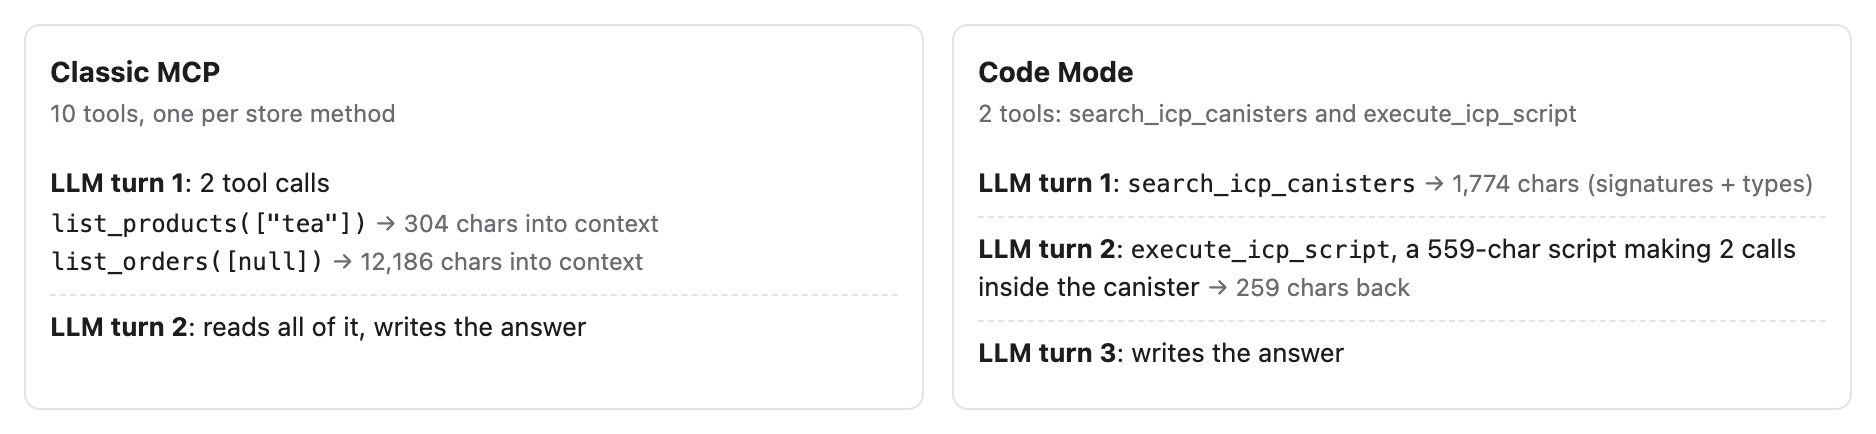 Classic MCP
10 tools, one per store method
LLM turn 1: 2 tool calls
list_products(["tea"]) → 304 chars into context
list_orders([null]) → 12,186 chars into context
LLM turn 2: reads all of it, writes the answer
Code Mode
2 tools: search_icp_canisters and execute_icp_script
LLM turn 1: search_icp_canisters → 1,774 chars (signatures + types)
LLM turn 2: execute_icp_script, a 559-char script making 2 calls
inside the canister → 259 chars back
LLM turn 3: writes the answer